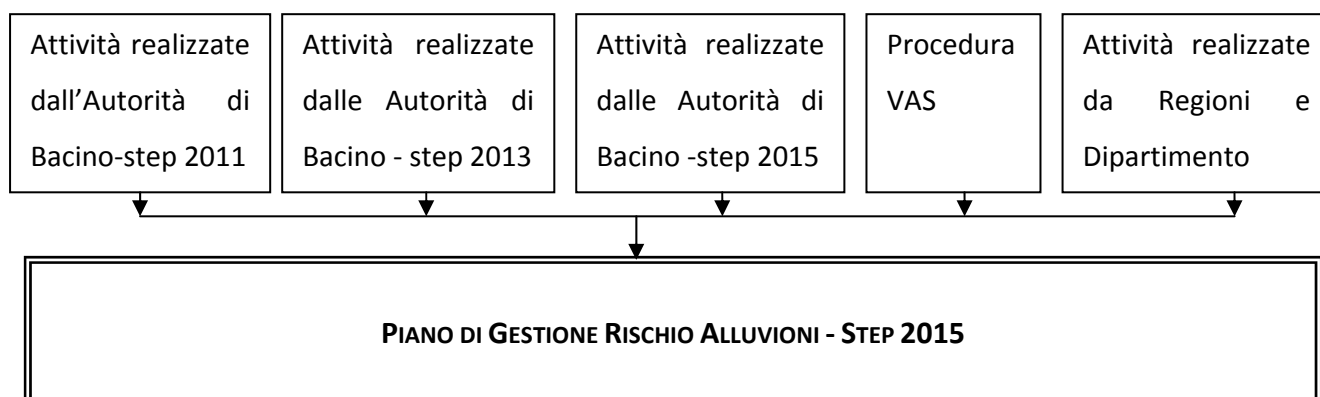 Attività realizzate
dall’Autorità di
Bacino-step 2011
Attività realizzate
dalle Autorità di
Bacino - step 2013
Attività realizzate
dalle Autorità di
Bacino -step 2015
Procedura
VAS
Attività realizzate
da Regioni e
Dipartimento
PIANO DI GESTIONE RISCHIO ALLUVIONI - STEP 2015